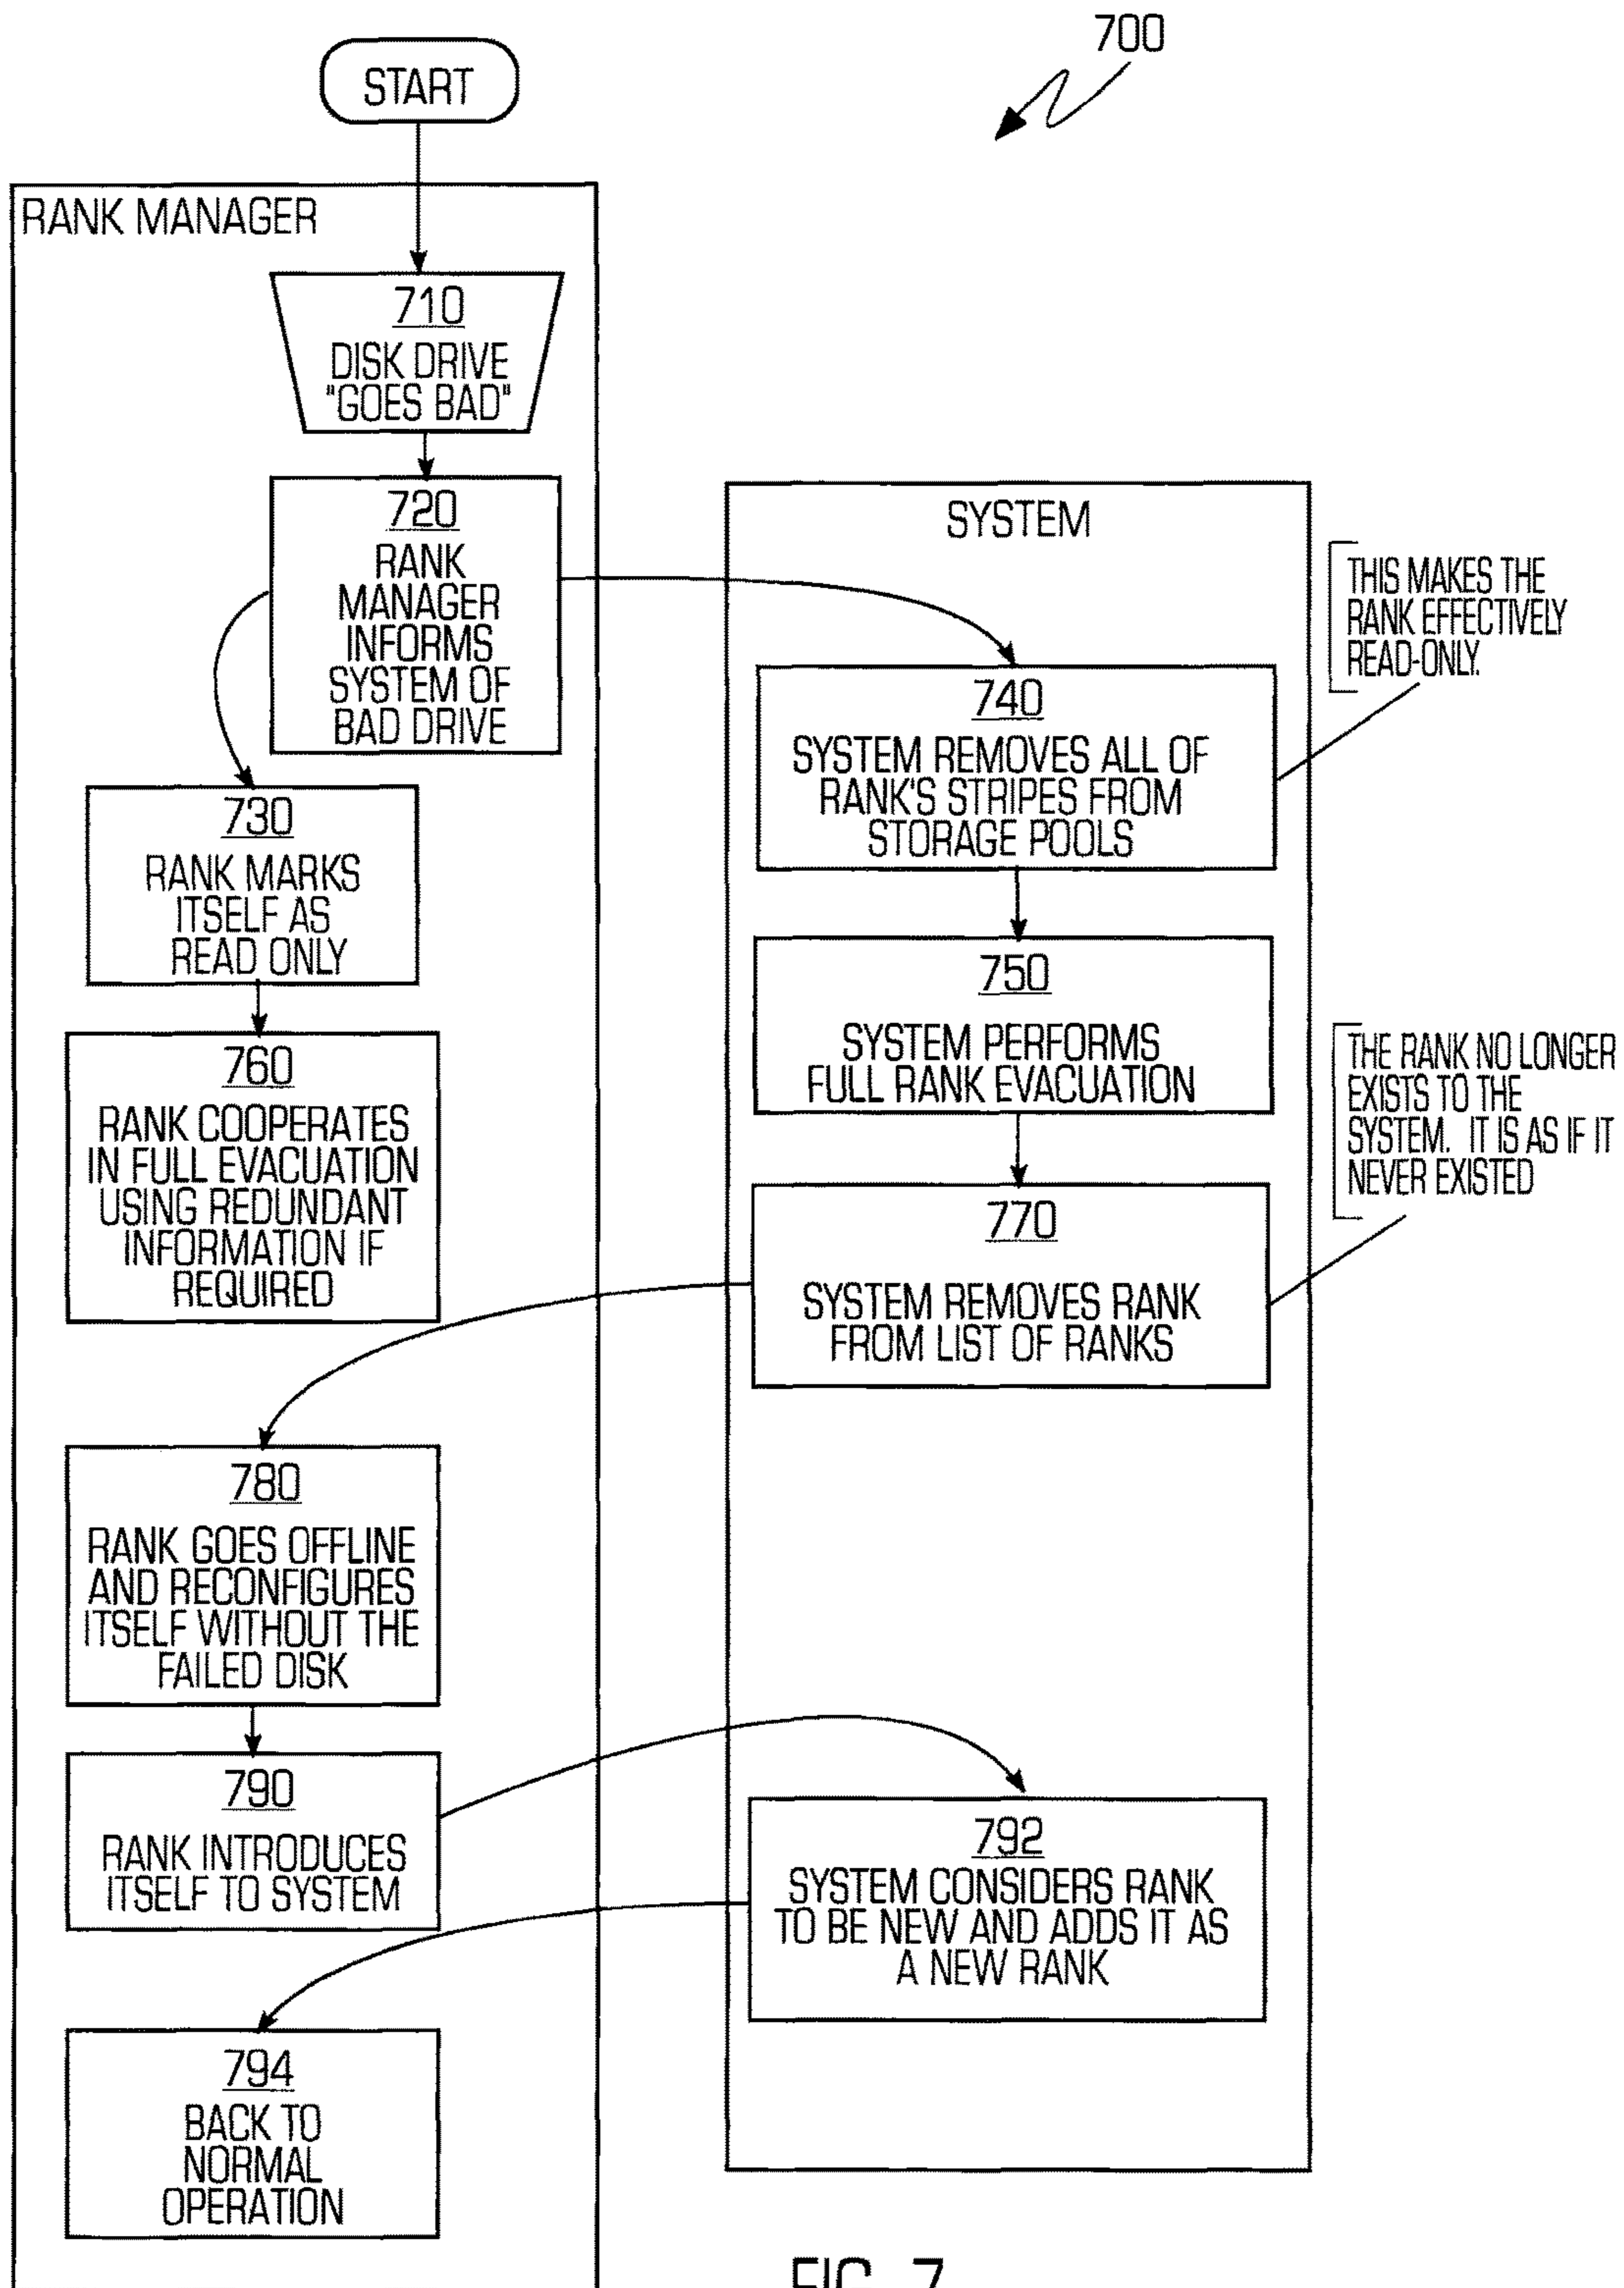 700
START
RANK MANAGER
710
DISK DRIVE
"GOES BAD"
720
RANK
MANAGER
INFORMS
SYSTEM OF
BAD DRIVE
730
RANK MARKS
ITSELF AS
READ ONLY
760
RANK COOPERATES
IN FULL EVACUATION
USING REDUNDANT
INFORMATION IF
REQUIRED
780
RANK GOES OFFLINE
AND RECONFIGURES
ITSELF WITHOUT THE
FAILED DISK
790
RANK INTRODUCES
ITSELF TO SYSTEM
794
BACK TO
NORMAL
OPERATION
SYSTEM
740
SYSTEM REMOVES ALL OF
RANK'S STRIPES FROM
STORAGE POOLS
750
SYSTEM PERFORMS
FULL RANK EVACUATION
770
SYSTEM REMOVES RANK
FROM LIST OF RANKS
792
SYSTEM CONSIDERS RANK
TO BE NEW AND ADDS IT AS
A NEW RANK
THIS MAKES THE
RANK EFFECTIVELY
READ-ONLY.
THE RANK NO LONGER
EXISTS TO THE
SYSTEM. IT IS AS IF IT
NEVER EXISTED
FIG. 7